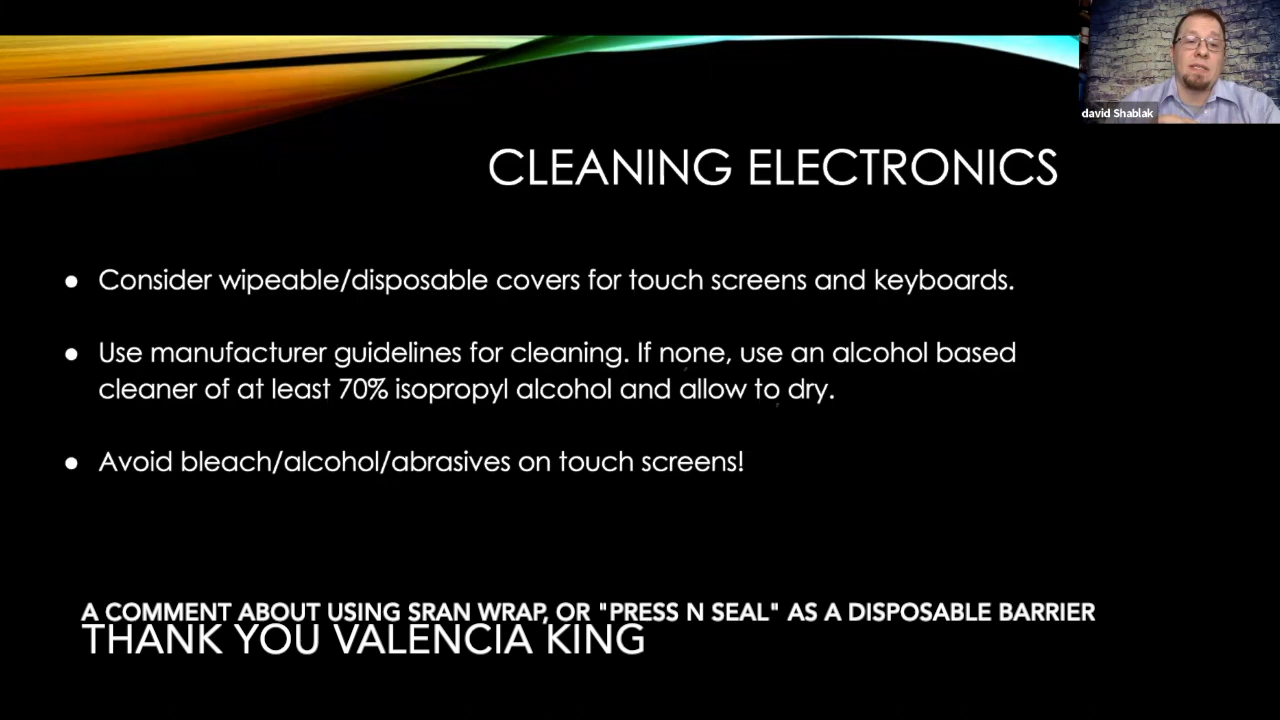 david Shablak
CLEANING ELECTRONICS
● Consider wipeable/disposable covers for touch screens and keyboards.
● Use manufacturer guidelines for cleaning. If none, use an alcohol based
cleaner of at least 70% isopropyl alcohol and allow to dry.
● Avoid bleach/alcohol/abrasives on touch screens!
A COMMENT ABOUT USING SRAN WRAP, OR "PRESS N SEAL" AS A DISPOSABLE BARRIER
THANK YOU VALENCIA KING